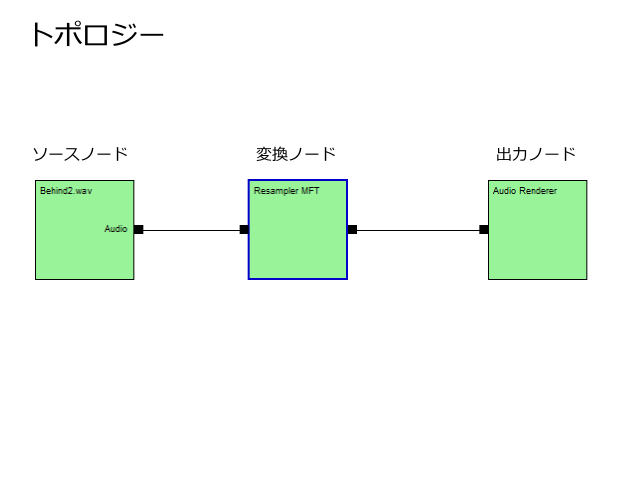 トポロジー
ソースノード
変換ノード
出力ノード
Behind2.wav
Resampler MFT
Audio Renderer
Audio